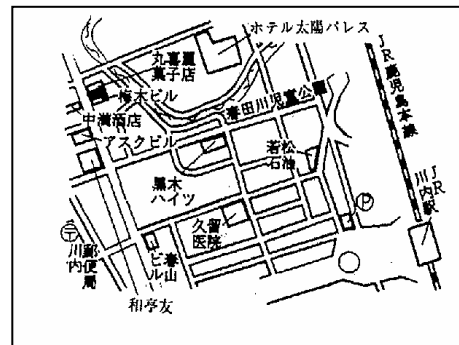 ホテル太陽パレス
丸喜屋
菓子店
梅木ビル
中満酒店
アスクビル
春田川児童公園
JR鹿児島本線
若松
石油
黒木
ハイツ
久留
医院
P
JR
川内駅
〒
川内
郵便局
春山
ビル
和亭友